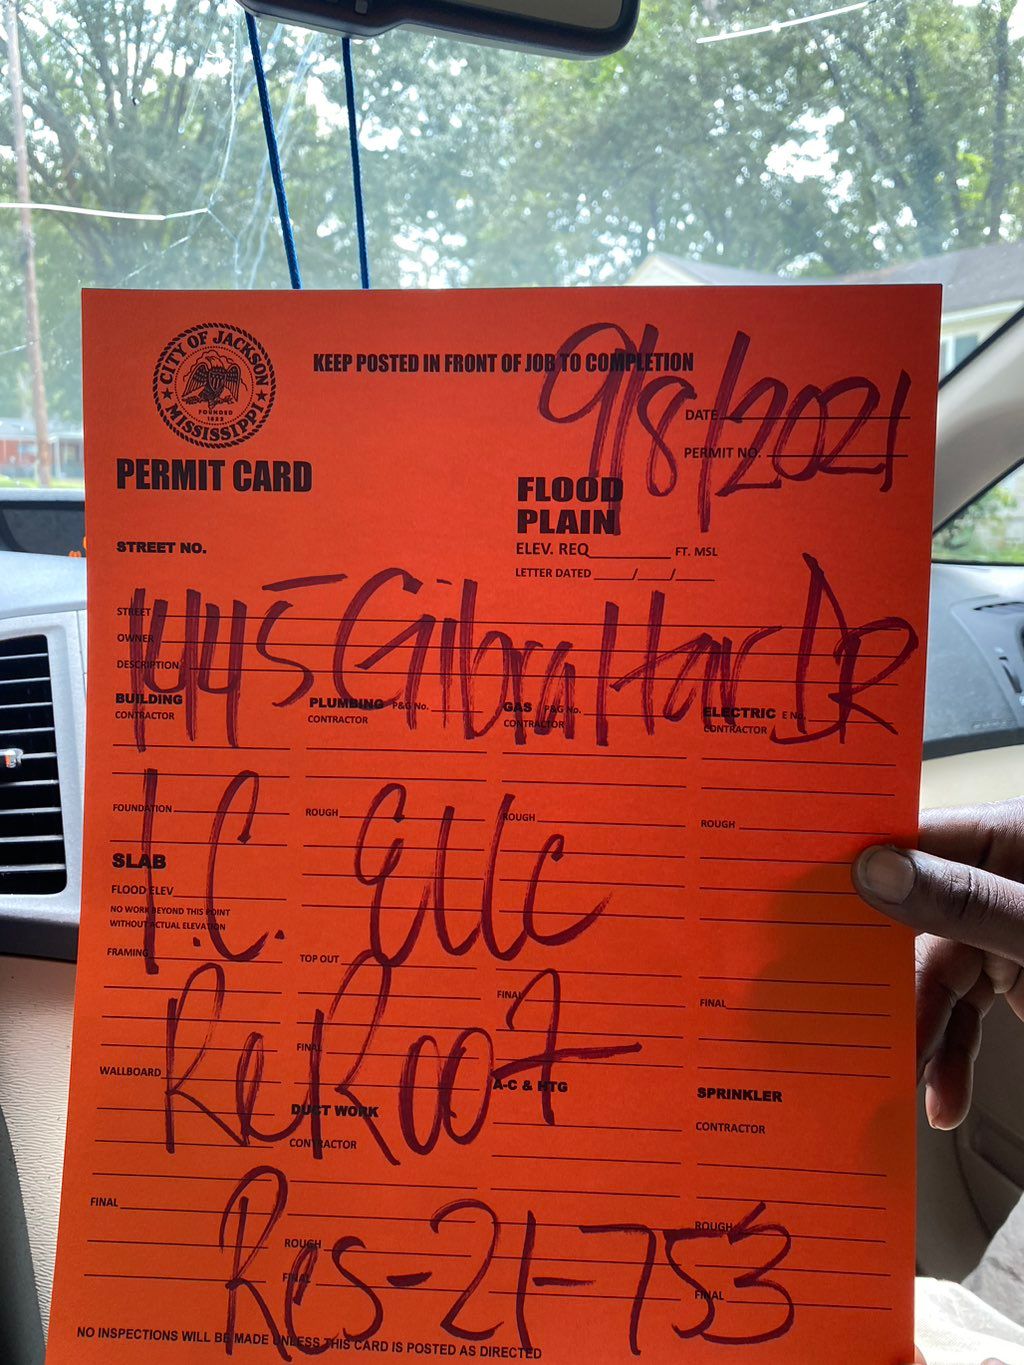 CITY OF JACKSON
MISSISSIPPI
FOUNDED
1822
KEEP POSTED IN FRONT OF JOB TO COMPLETION
9/8/2021
DATE
PERMIT NO.
PERMIT CARD
FLOOD
PLAIN
ELEV. REQ FT. MSL
LETTER DATED / /
STREET NO.
1445 Gibraltar DR
STREET
OWNER
DESCRIPTION
BUILDING
CONTRACTOR
PLUMBING P&G No.
CONTRACTOR
GAS P&G No.
CONTRACTOR
ELECTRIC E No.
CONTRACTOR
I.C. Ellc
FOUNDATION
ROUGH
ROUGH
ROUGH
SLAB
FLOOD ELEV
NO WORK BEYOND THIS POINT
WITHOUT ACTUAL ELEVATION
FRAMING
TOP OUT
FINAL
FINAL
ReRoof
FINAL
WALLBOARD
A-C & HTG
SPRINKLER
CONTRACTOR
DUCT WORK
CONTRACTOR
FINAL
Res-21-753
ROUGH
ROUGH
FINAL
FINAL
NO INSPECTIONS WILL BE MADE UNLESS THIS CARD IS POSTED AS DIRECTED